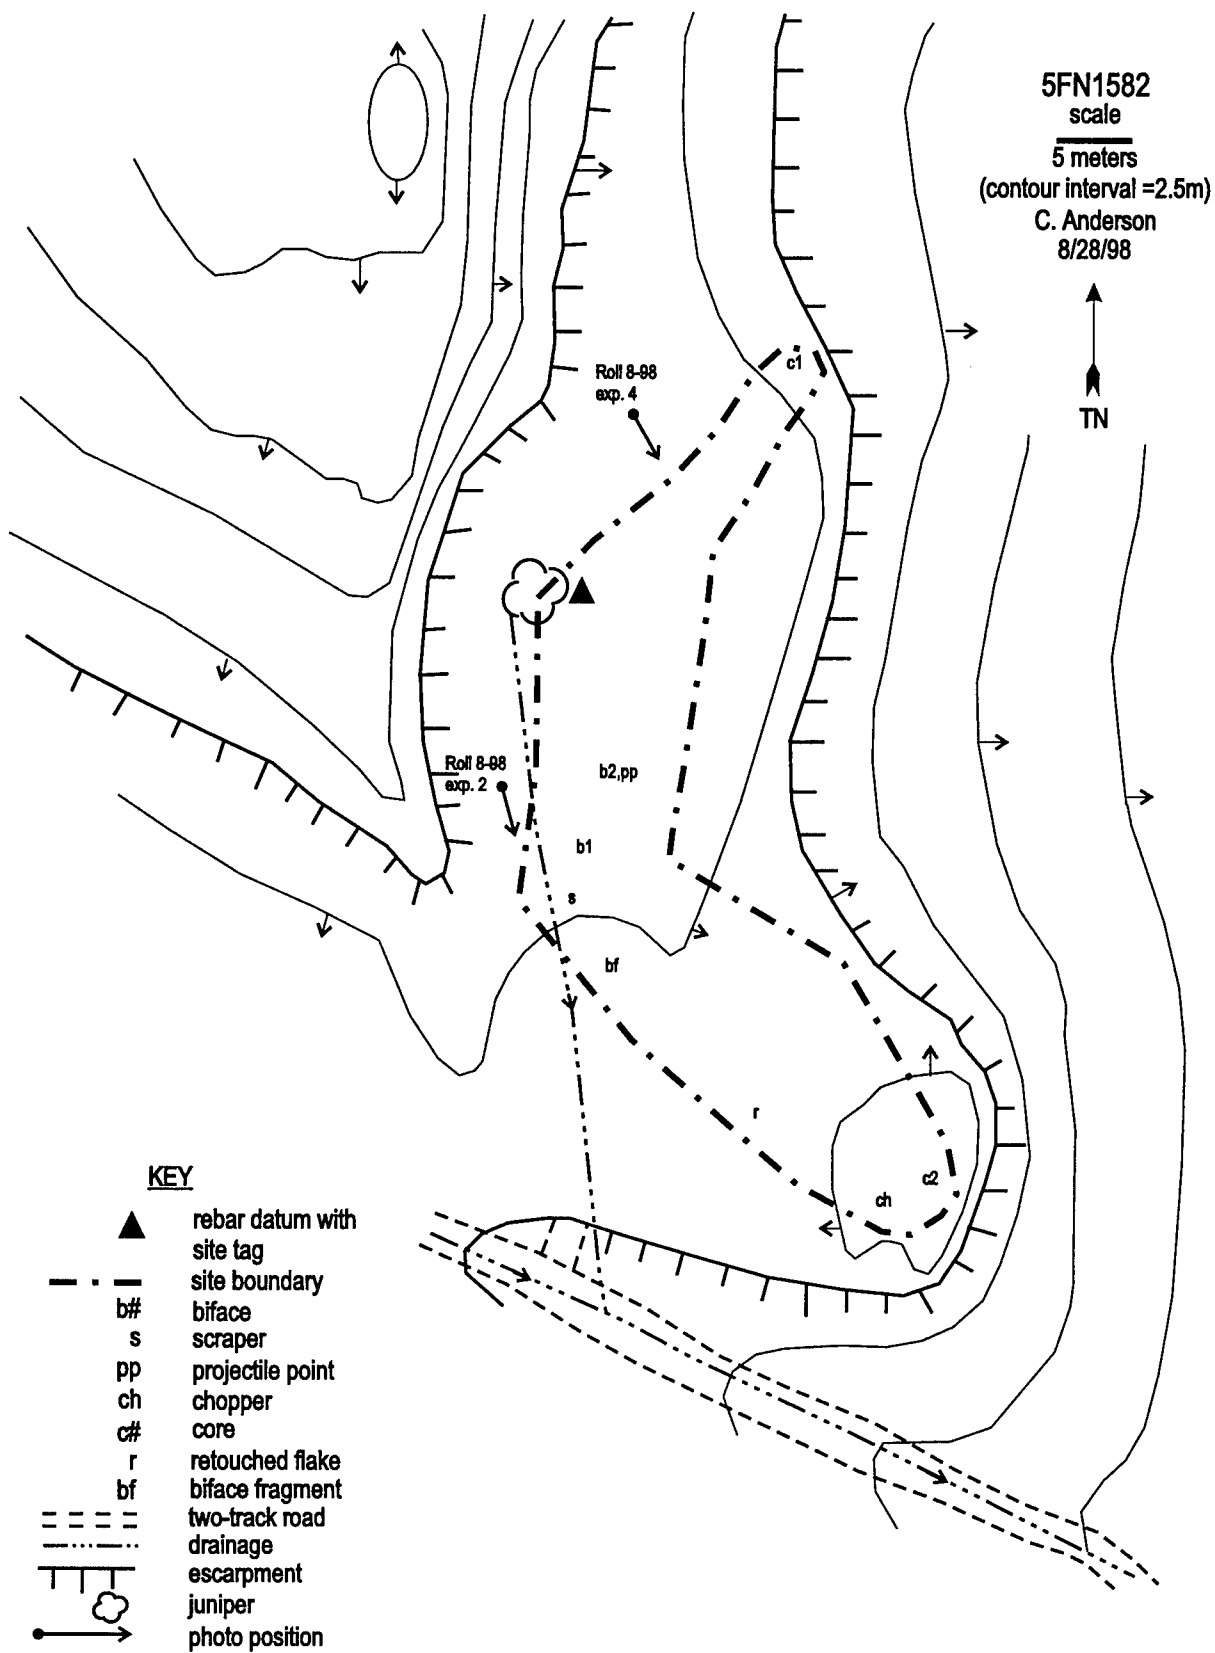 5FN1582
scale
5 meters
(contour interval =2.5m)
C. Anderson
8/28/98
TN
c1
Roll 8-98
exp. 4
b2,pp
Roll 8-98
exp. 2
b1
s
bf
r
c2
ch
KEY
rebar datum with
site tag
site boundary
b# biface
s scraper
pp projectile point
ch chopper
c# core
r retouched flake
bf biface fragment
two-track road
drainage
escarpment
juniper
photo position